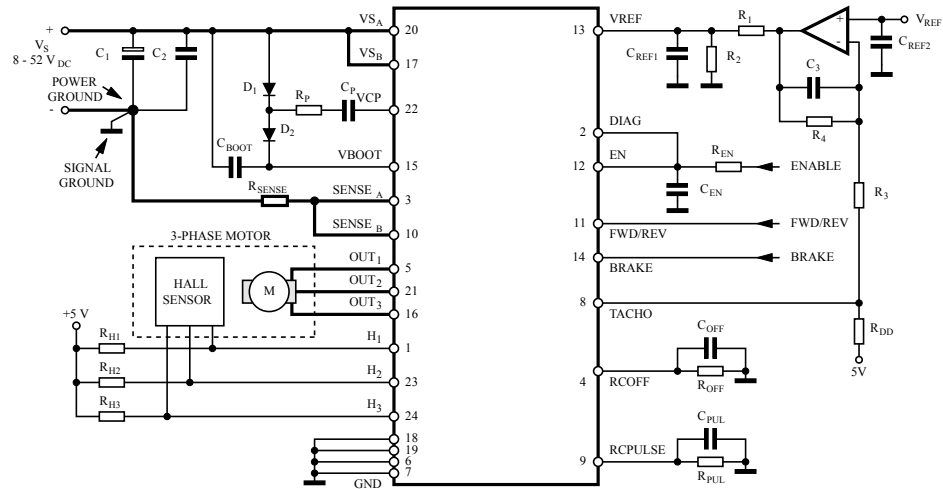 +
V_S
8 - 52 V_DC
-
POWER GROUND
SIGNAL GROUND
C_1
C_2
D_1
D_2
R_P
C_P
C_BOOT
R_SENSE
VS_A
20
VS_B
17
VCP
22
VBOOT
15
SENSE_A
3
SENSE_B
10
3-PHASE MOTOR
HALL SENSOR
M
OUT_1
5
OUT_2
21
OUT_3
16
+5 V
R_H1
H_1
1
R_H2
H_2
23
R_H3
H_3
24
18
19
6
7
GND
13
VREF
R_1
+
-
V_REF
C_REF1
R_2
C_REF2
C_3
R_4
2
DIAG
12
EN
R_EN
ENABLE
C_EN
R_3
11
FWD/REV
FWD/REV
14
BRAKE
BRAKE
8
TACHO
R_DD
5V
C_OFF
4
RCOFF
R_OFF
C_PUL
9
RCPULSE
R_PUL